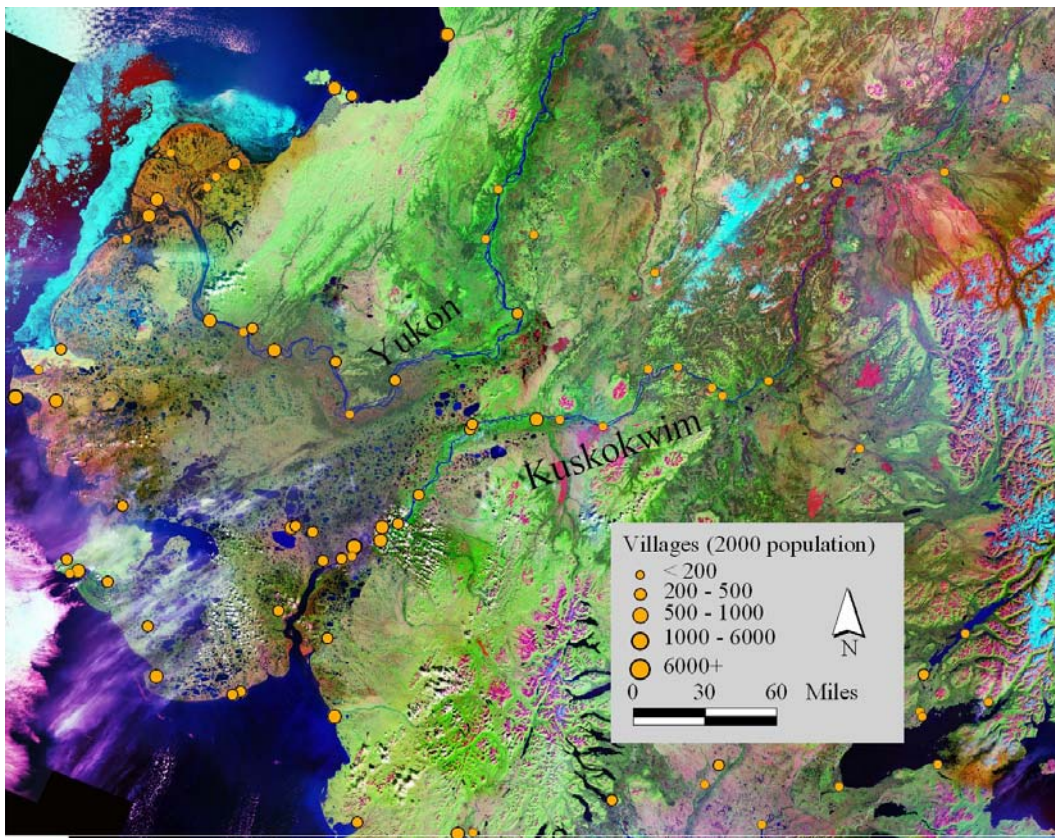 Yukon
Kuskokwim
Villages (2000 population)
< 200
200 - 500
500 - 1000
1000 - 6000
6000+
N
0 30 60 Miles